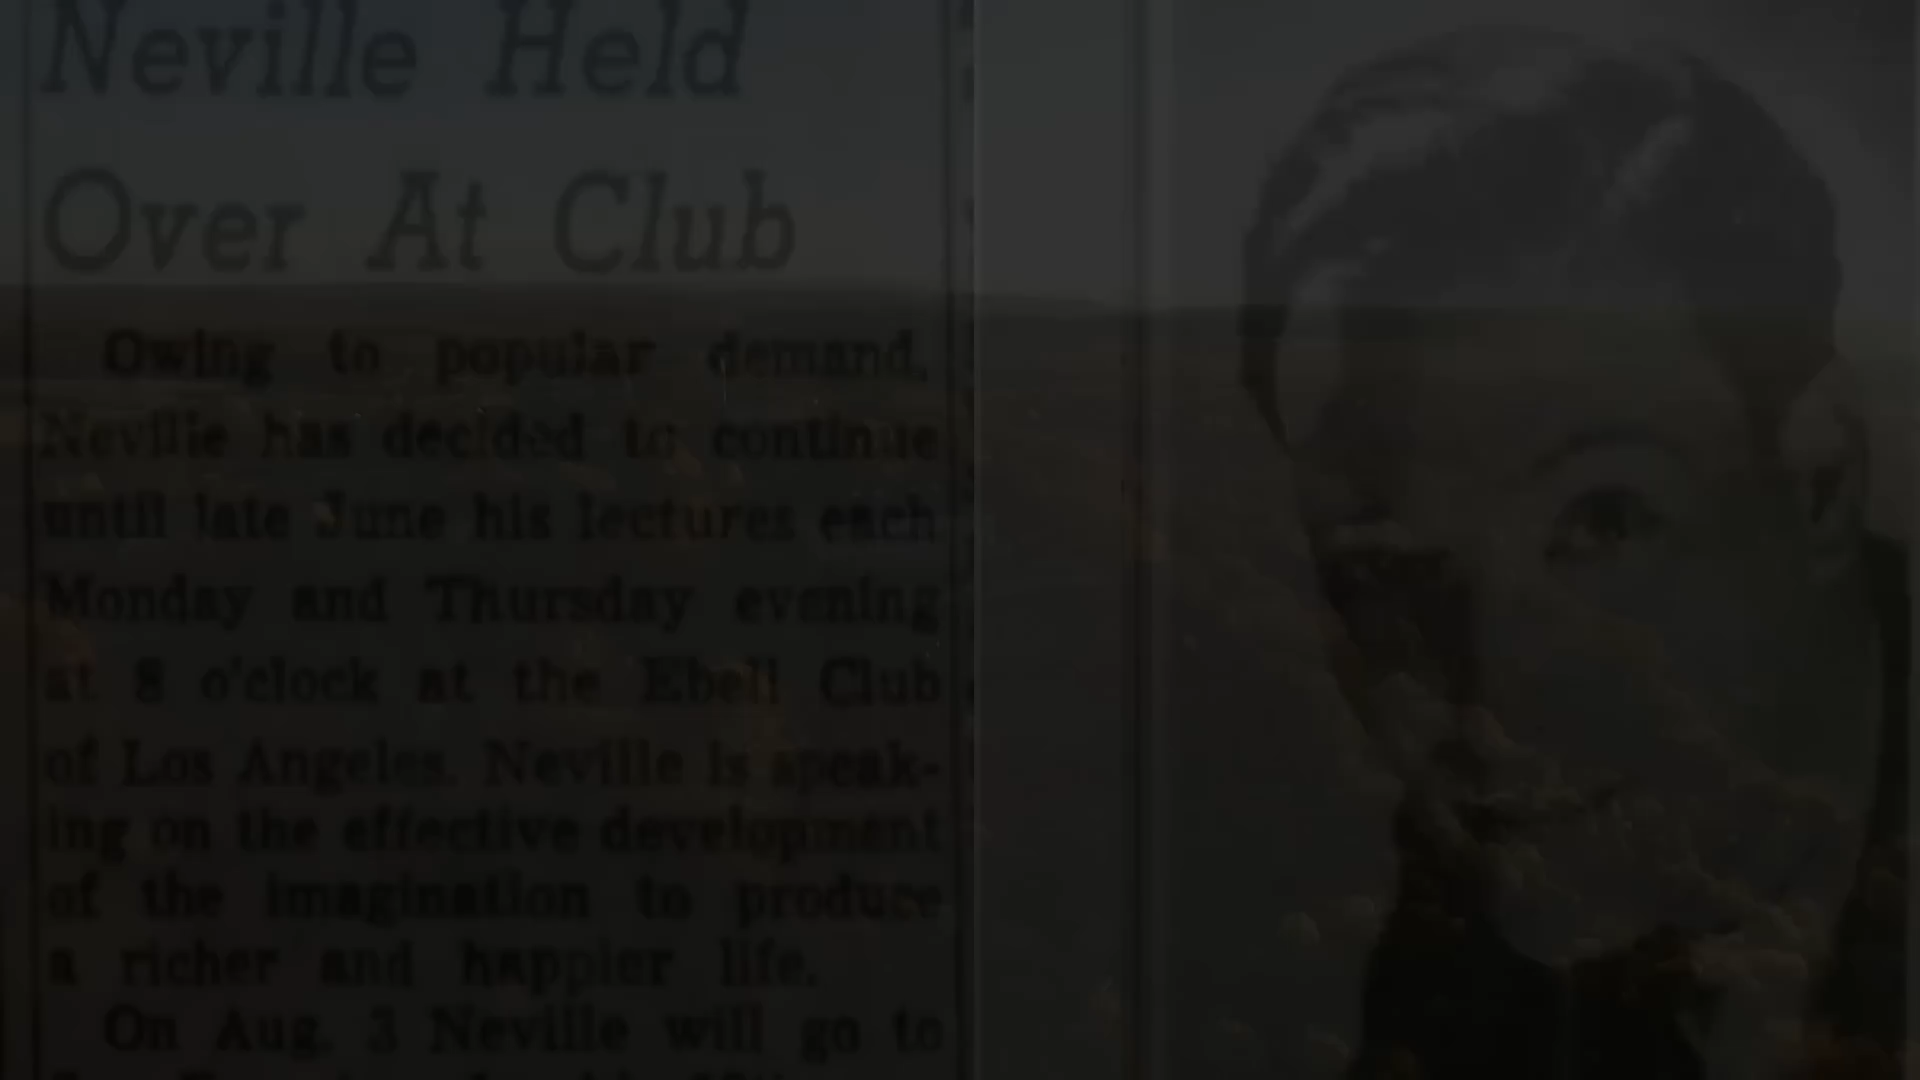 Neville Held
Over At Club
Owing to popular demand,
Neville has decided to continue
until late June his lectures each
Monday and Thursday evening
at 8 o'clock at the Ebell Club
of Los Angeles. Neville is speak-
ing on the effective development
of the imagination to produce
a richer and happier life.
On Aug. 3 Neville will go to